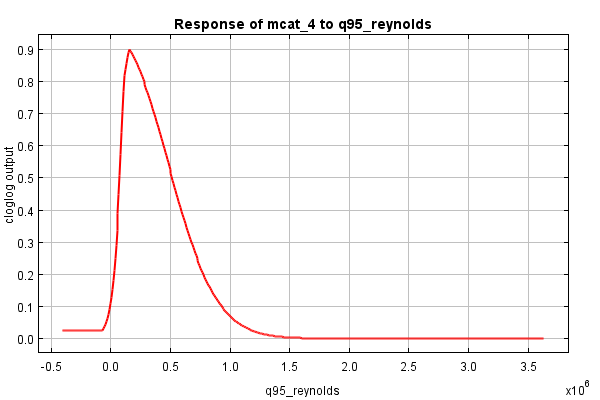 Response of mcat_4 to q95_reynolds
cloglog output
0.9
0.8
0.7
0.6
0.5
0.4
0.3
0.2
0.1
0.0
-0.5 0.0 0.5 1.0 1.5 2.0 2.5 3.0 3.5
x10^6
q95_reynolds